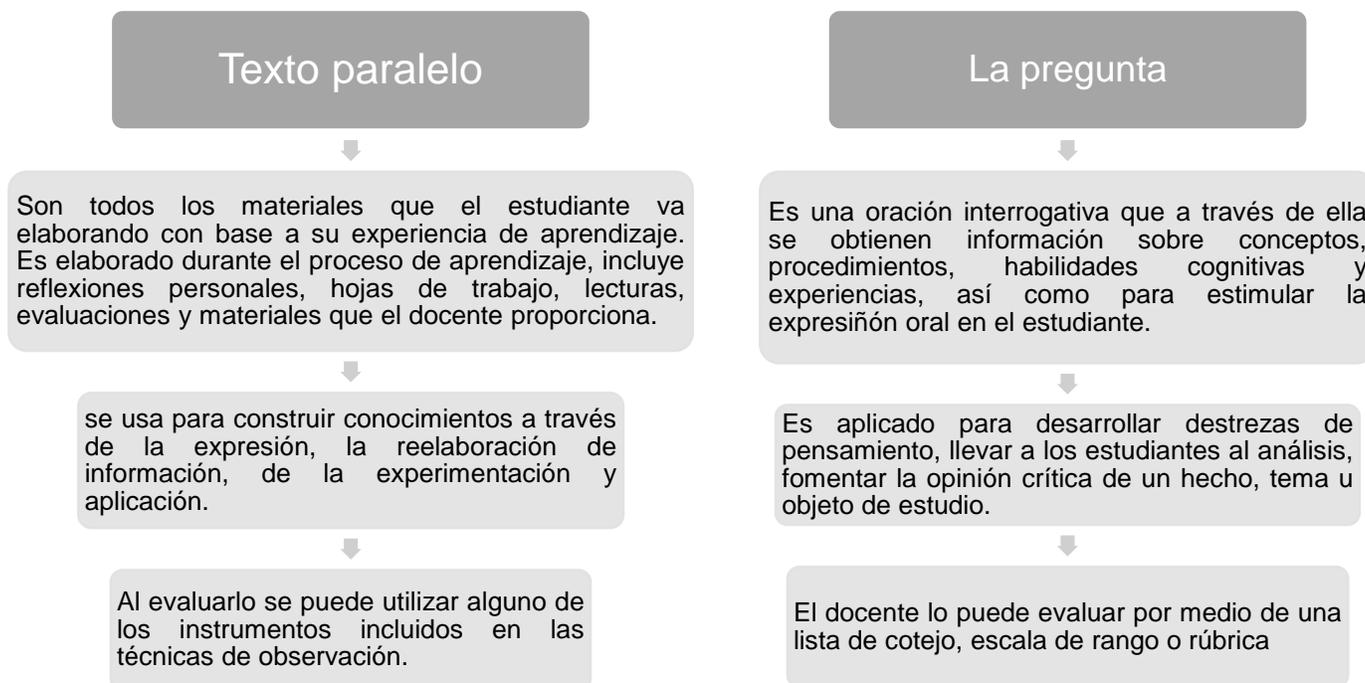 Texto paralelo
Son todos los materiales que el estudiante va
elaborando con base a su experiencia de aprendizaje.
Es elaborado durante el proceso de aprendizaje, incluye
reflexiones personales, hojas de trabajo, lecturas,
evaluaciones y materiales que el docente proporciona.
se usa para construir conocimientos a través
de la expresión, la reelaboración de
información, de la experimentación y
aplicación.
Al evaluarlo se puede utilizar alguno de
los instrumentos incluidos en las
técnicas de observación.
La pregunta
Es una oración interrogativa que a través de ella
se obtienen información sobre conceptos,
procedimientos, habilidades cognitivas y
experiencias, así como para estimular la
expresiñón oral en el estudiante.
Es aplicado para desarrollar destrezas de
pensamiento, llevar a los estudiantes al análisis,
fomentar la opinión crítica de un hecho, tema u
objeto de estudio.
El docente lo puede evaluar por medio de una
lista de cotejo, escala de rango o rúbrica